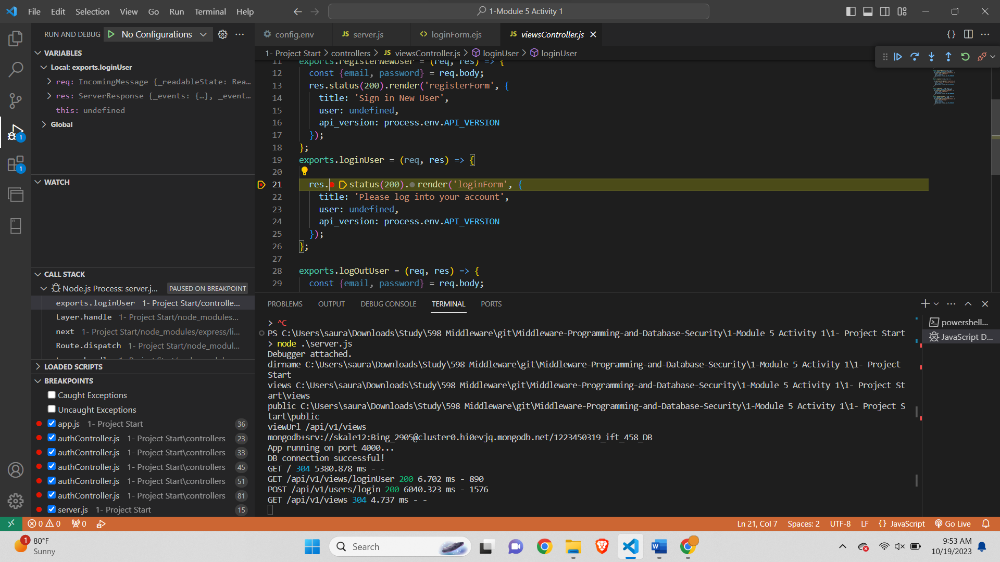 File Edit Selection View Go Run Terminal Help
1-Module 5 Activity 1
RUN AND DEBUG No Configurations
config.env
JS server.js
loginForm.ejs
JS viewsController.js
1- Project Start > controllers > JS viewsController.js > loginUser > loginUser
VARIABLES
Local: exports.loginUser
req: IncomingMessage {_readableState: Rea…
res: ServerResponse {_events: {…}, _event…
this: undefined
Global
WATCH
CALL STACK
Node.js Process: server.j... PAUSED ON BREAKPOINT
exports.loginUser 1- Project Start/controlle...
Layer.handle 1- Project Start/node_modules...
next 1- Project Start/node_modules/express/li...
Route.dispatch 1- Project Start/node_modul...
LOADED SCRIPTS
BREAKPOINTS
Caught Exceptions
Uncaught Exceptions
app.js 1- Project Start 36
authController.js 1- Project Start\controllers 23
authController.js 1- Project Start\controllers 33
authController.js 1- Project Start\controllers 45
authController.js 1- Project Start\controllers 51
authController.js 1- Project Start\controllers 81
server.js 1- Project Start 15
11 exports.registerNewUser = (req, res) => {
12 const {email, password} = req.body;
13 res.status(200).render('registerForm', {
14 title: 'Sign in New User',
15 user: undefined,
16 api_version: process.env.API_VERSION
17 });
18 };
19 exports.loginUser = (req, res) => {
20
21 res.status(200).render('loginForm', {
22 title: 'Please log into your account',
23 user: undefined,
24 api_version: process.env.API_VERSION
25 });
26 };
27
28 exports.logOutUser = (req, res) => {
29 const {email, password} = req.body;
PROBLEMS OUTPUT DEBUG CONSOLE TERMINAL PORTS
powershell...
JavaScript D...
> ^C
PS C:\Users\saura\Downloads\Study\598 Middleware\git\Middleware-Programming-and-Database-Security\1-Module 5 Activity 1\1- Project Start
> node .\server.js
Debugger attached.
dirname C:\Users\saura\Downloads\Study\598 Middleware\git\Middleware-Programming-and-Database-Security\1-Module 5 Activity 1\1- Project
Start
views C:\Users\saura\Downloads\Study\598 Middleware\git\Middleware-Programming-and-Database-Security\1-Module 5 Activity 1\1- Project St
art\views
public C:\Users\saura\Downloads\Study\598 Middleware\git\Middleware-Programming-and-Database-Security\1-Module 5 Activity 1\1- Project S
tart\public
viewUrl /api/v1/views
mongodb+srv://skale12:Bing_2905@cluster0.hi0evjq.mongodb.net/1223450319_ift_458_DB
App running on port 4000...
DB connection successful!
GET / 304 5380.878 ms - -
GET /api/v1/views/loginUser 200 6.702 ms - 890
POST /api/v1/users/login 200 6040.323 ms - 1576
GET /api/v1/views 304 4.737 ms - -
0 0 0
Ln 21, Col 7 Spaces: 2 UTF-8 LF {} JavaScript Go Live
1
80°F
Sunny
Search
9:53 AM
10/19/2023